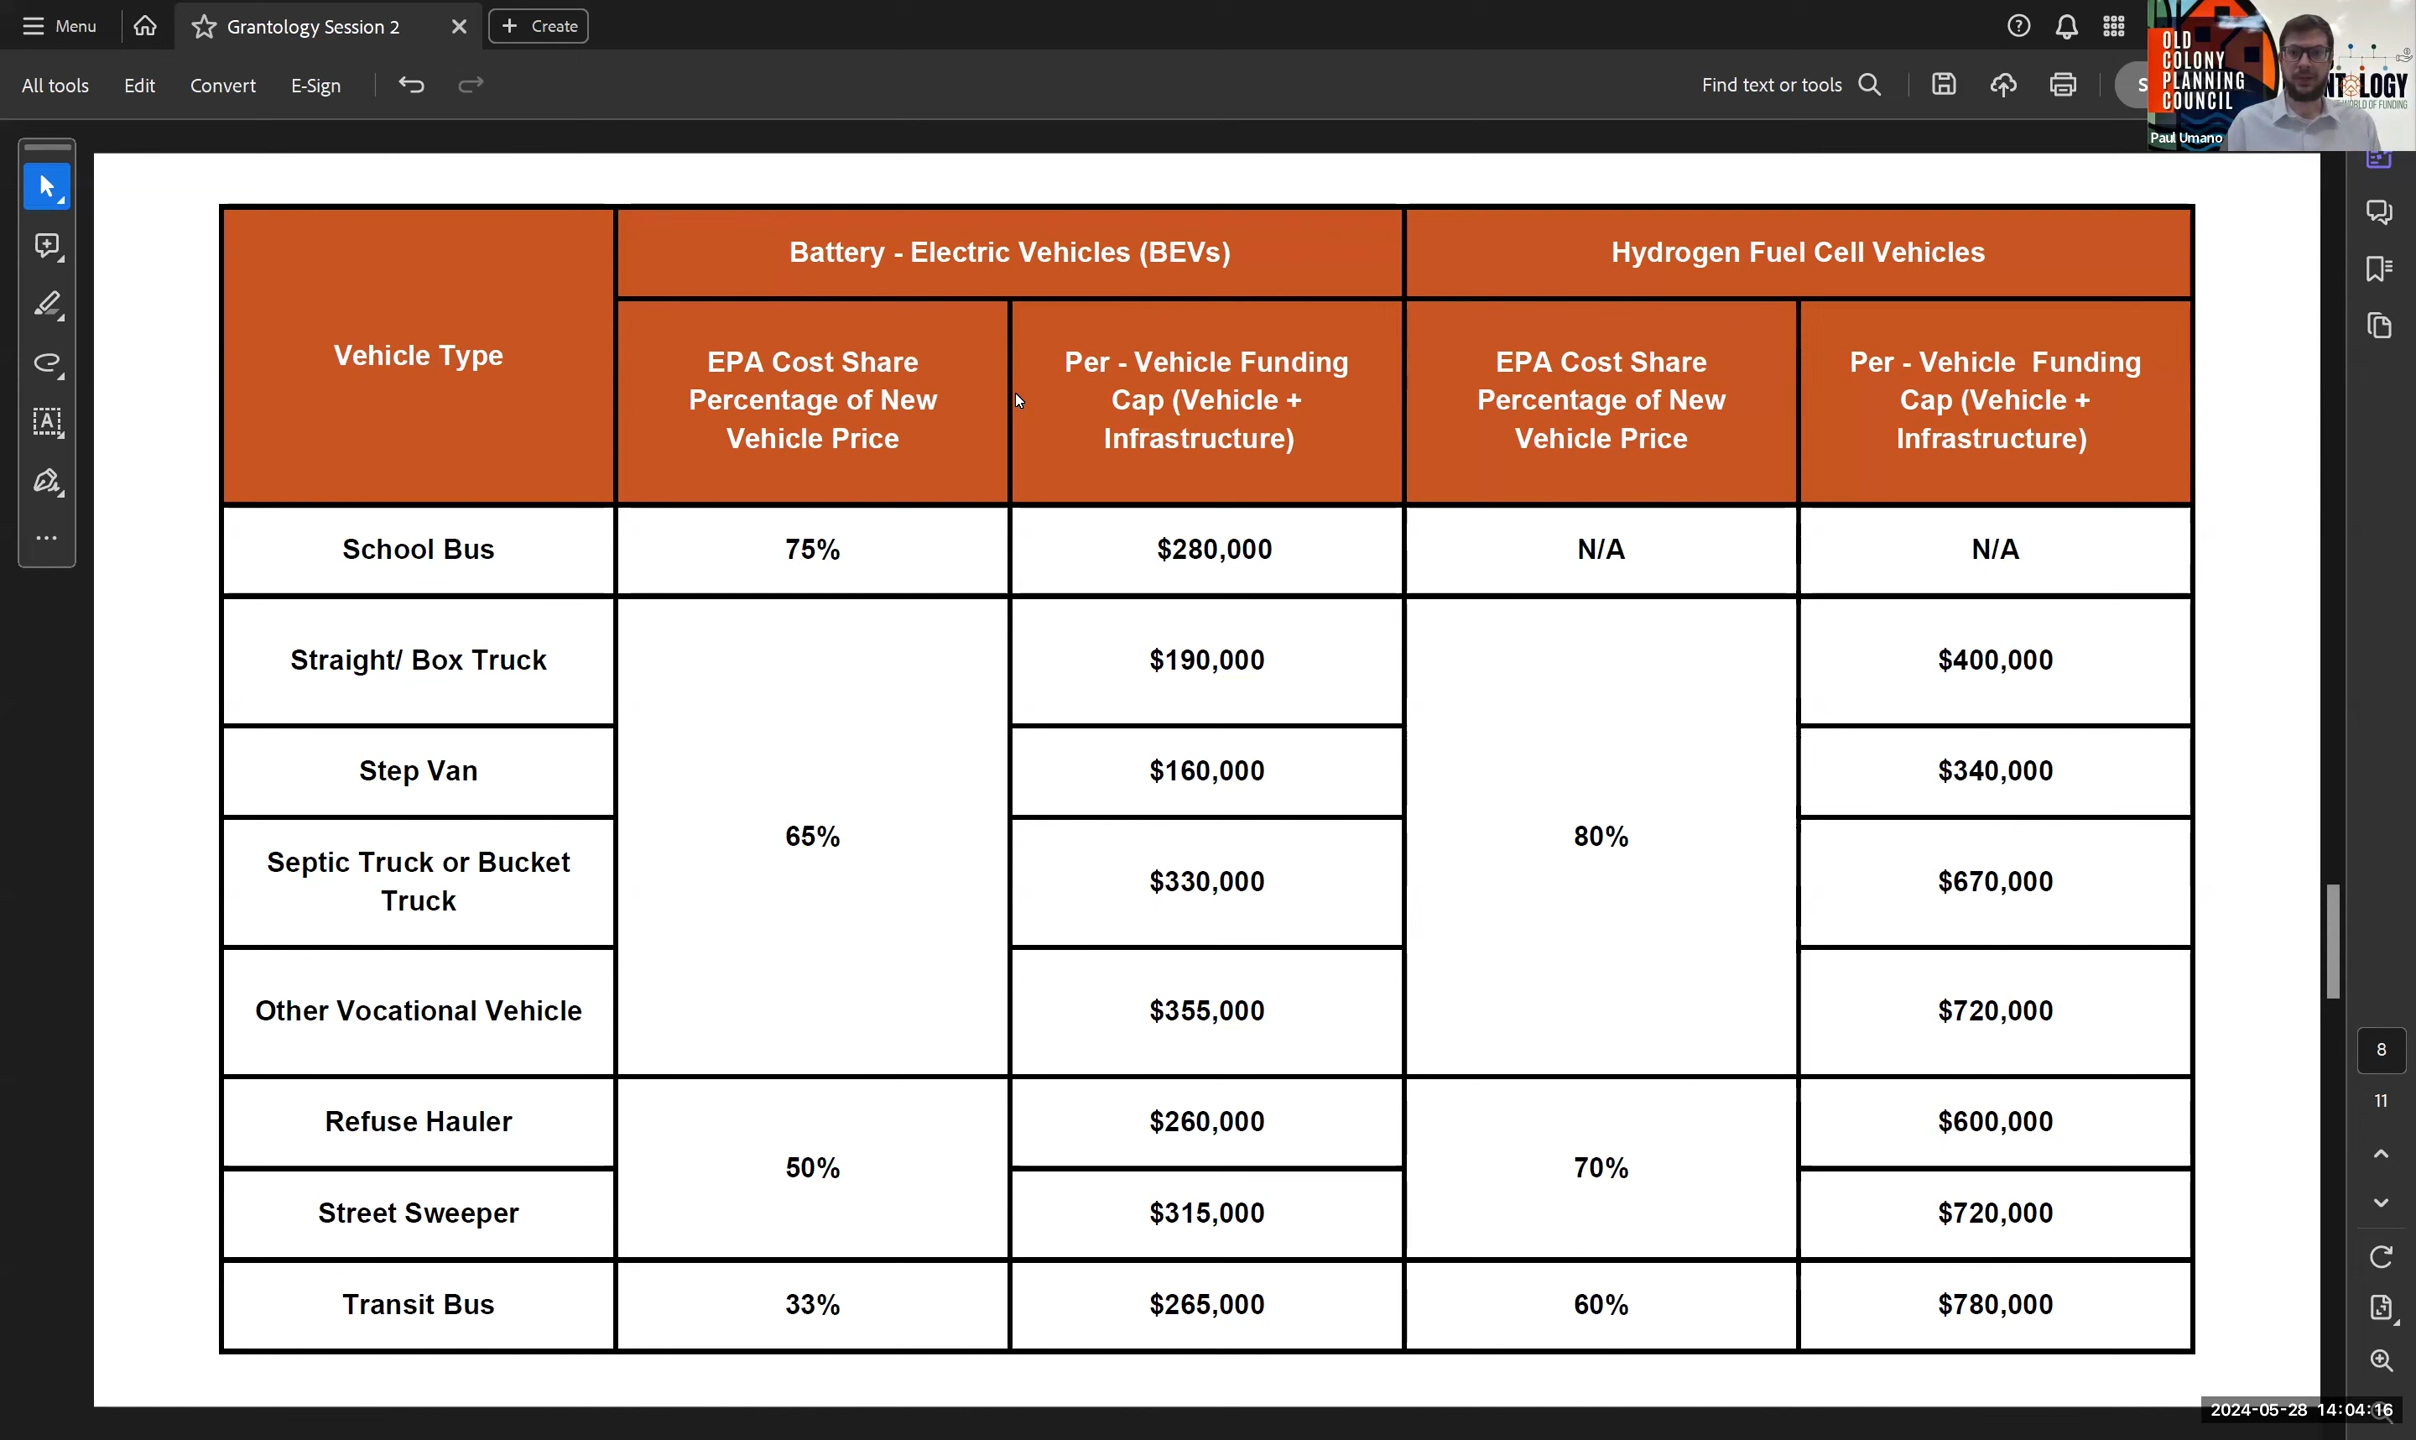 Menu
Grantology Session 2
Create
All tools
Edit
Convert
E-Sign
Find text or tools
OLD
COLONY
PLANNING
COUNCIL
Paul Umano
Vehicle Type
Battery - Electric Vehicles (BEVs)
Hydrogen Fuel Cell Vehicles
EPA Cost Share
Percentage of New
Vehicle Price
Per - Vehicle Funding
Cap (Vehicle +
Infrastructure)
EPA Cost Share
Percentage of New
Vehicle Price
Per - Vehicle Funding
Cap (Vehicle +
Infrastructure)
School Bus
75%
$280,000
N/A
N/A
Straight/ Box Truck
$190,000
$400,000
Step Van
$160,000
$340,000
65%
80%
Septic Truck or Bucket
Truck
$330,000
$670,000
Other Vocational Vehicle
$355,000
$720,000
Refuse Hauler
$260,000
$600,000
50%
70%
Street Sweeper
$315,000
$720,000
Transit Bus
33%
$265,000
60%
$780,000
8
11
2024-05-28 14:04:16